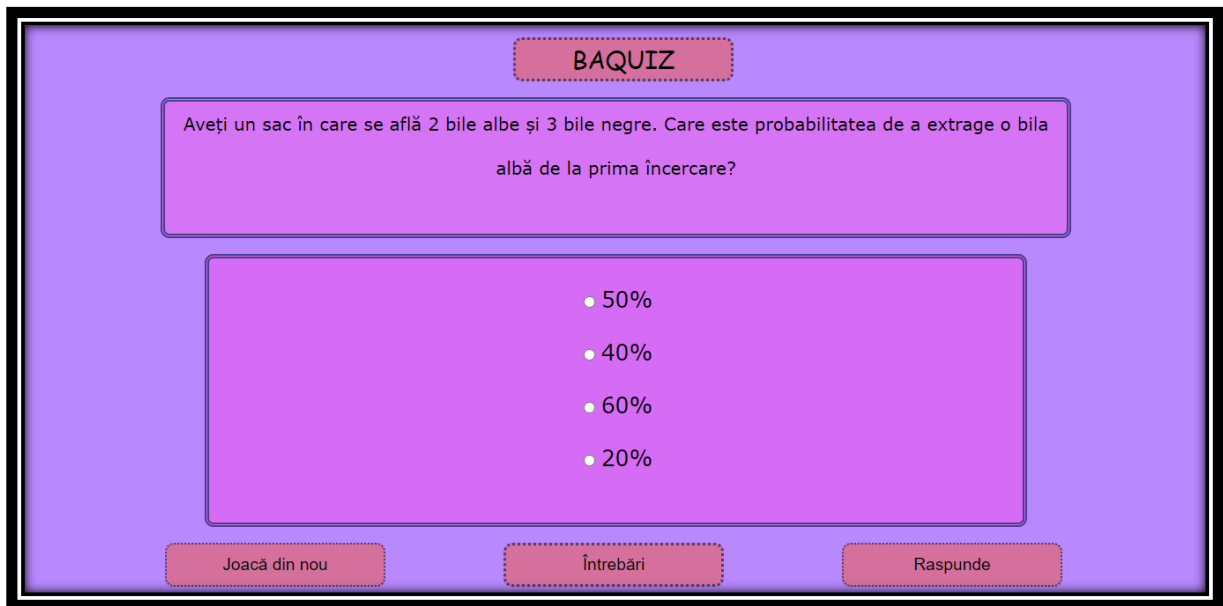 BAQUIZ
Aveți un sac în care se află 2 bile albe și 3 bile negre. Care este probabilitatea de a extrage o bila
albă de la prima încercare?
50%
40%
60%
20%
Joacă din nou
Întrebări
Raspunde